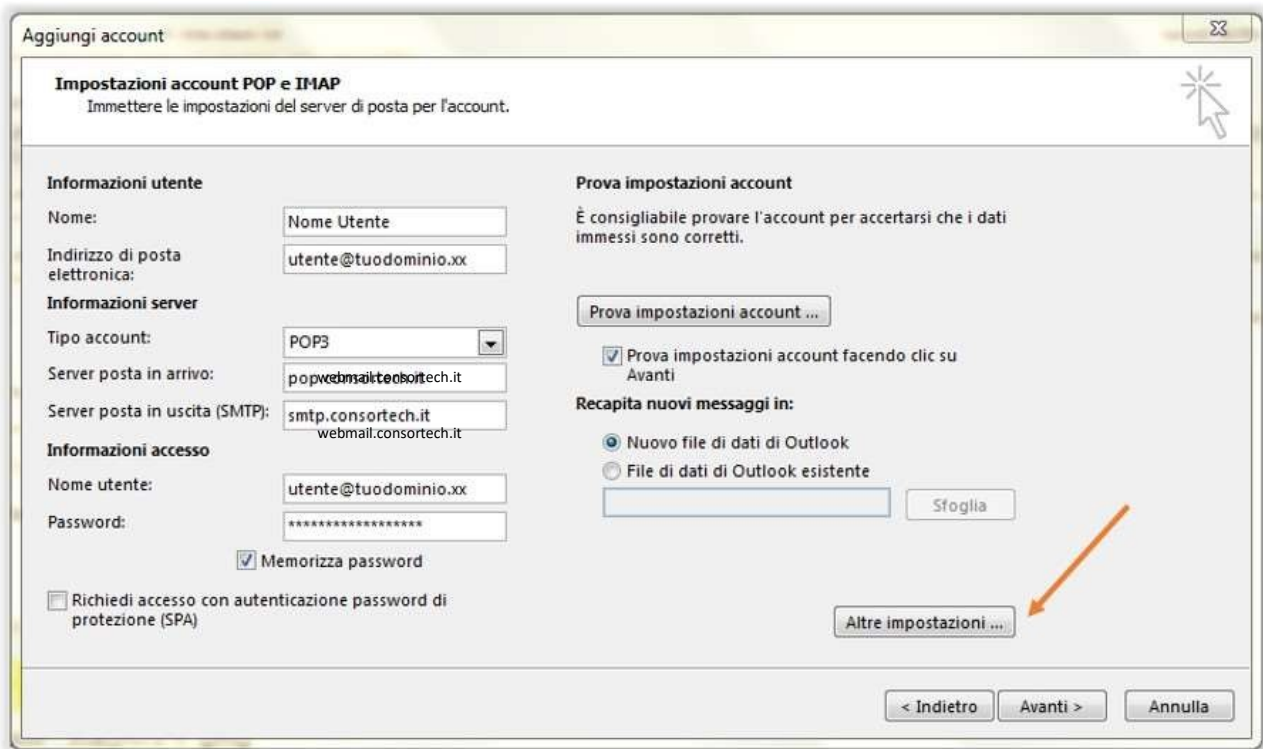 Aggiungi account
Impostazioni account POP e IMAP
Immettere le impostazioni del server di posta per l'account.
Informazioni utente
Nome:
Nome Utente
Indirizzo di posta
elettronica:
utente@tuodominio.xx
Informazioni server
Tipo account:
POP3
Server posta in arrivo:
pop.consortech.it
webmail.consortech.it
Server posta in uscita (SMTP):
smtp.consortech.it
webmail.consortech.it
Informazioni accesso
Nome utente:
utente@tuodominio.xx
Password:
******************
Memorizza password
Richiedi accesso con autenticazione password di
protezione (SPA)
Prova impostazioni account
È consigliabile provare l'account per accertarsi che i dati
immessi sono corretti.
Prova impostazioni account ...
Prova impostazioni account facendo clic su
Avanti
Recapita nuovi messaggi in:
Nuovo file di dati di Outlook
File di dati di Outlook esistente
Sfoglia
Altre impostazioni ...
< Indietro
Avanti >
Annulla